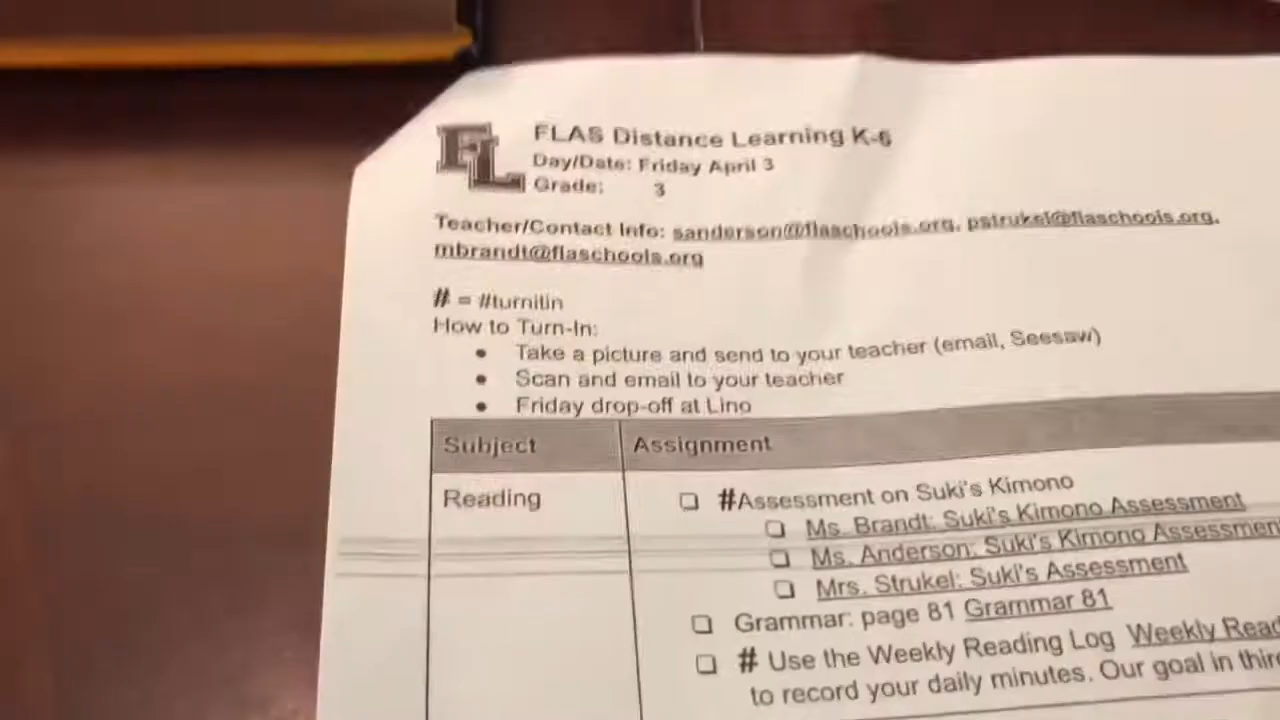 FL
FLAS Distance Learning K-6
Day/Date: Friday April 3
Grade: 3
Teacher/Contact Info: sanderson@flaschools.org, pstrukel@flaschools.org,
mbrandt@flaschools.org
# = #turnitin
How to Turn-In:
• Take a picture and send to your teacher (email, Seesaw)
• Scan and email to your teacher
• Friday drop-off at Lino
Subject Assignment
Reading
❏ #Assessment on Suki's Kimono
❏ Ms. Brandt: Suki's Kimono Assessment
❏ Ms. Anderson: Suki's Kimono Assessmen
❏ Mrs. Strukel: Suki's Assessment
❏ Grammar: page 81 Grammar 81
❏ # Use the Weekly Reading Log Weekly Read
to record your daily minutes. Our goal in thir